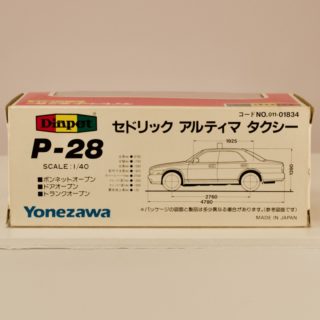 Dinpet
コードNO.011-01834
P-28
セドリック アルティマ タクシー
SCALE:1/40
1925
■ボンネットオープン
■ドアオープン
■トランクオープン
2760
4790
Yonezawa
*パッケージの図面と製品は多少異なる場合があります。(参考図面です)
MADE IN JAPAN